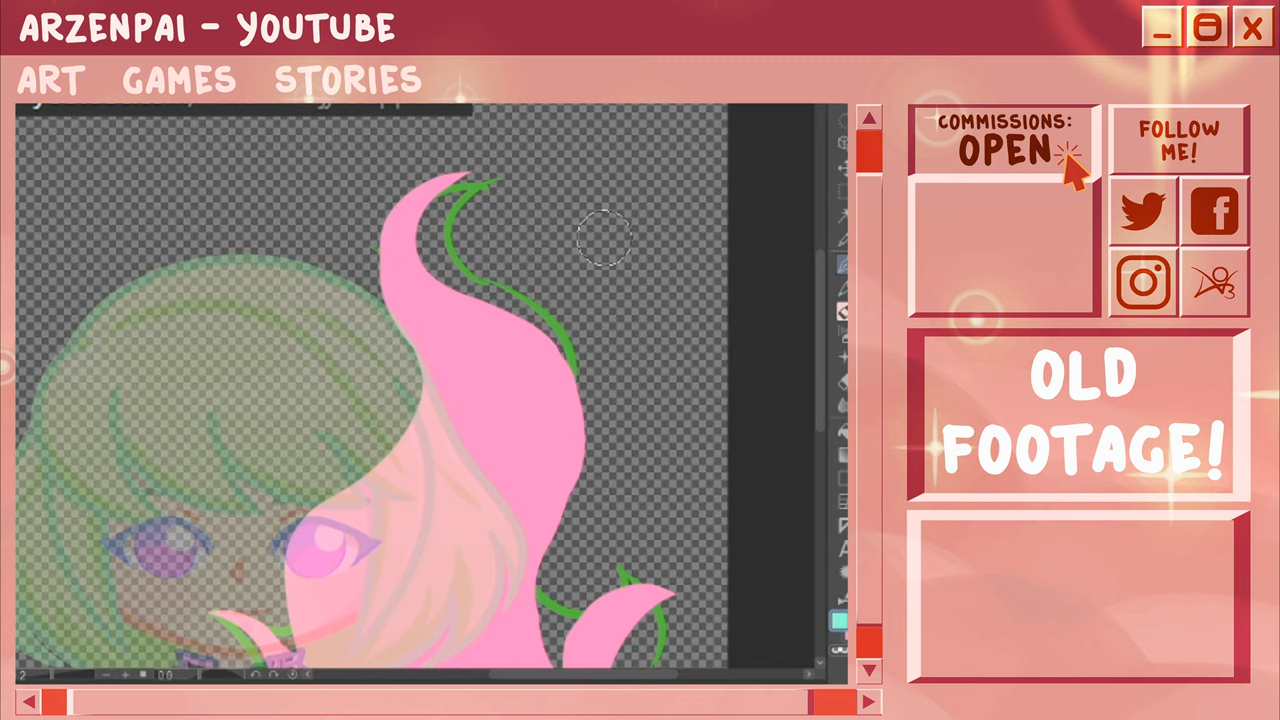 ARZENPAI - YOUTUBE
ART GAMES STORIES
COMMISSIONS:
OPEN
FOLLOW
ME!
OLD
FOOTAGE!